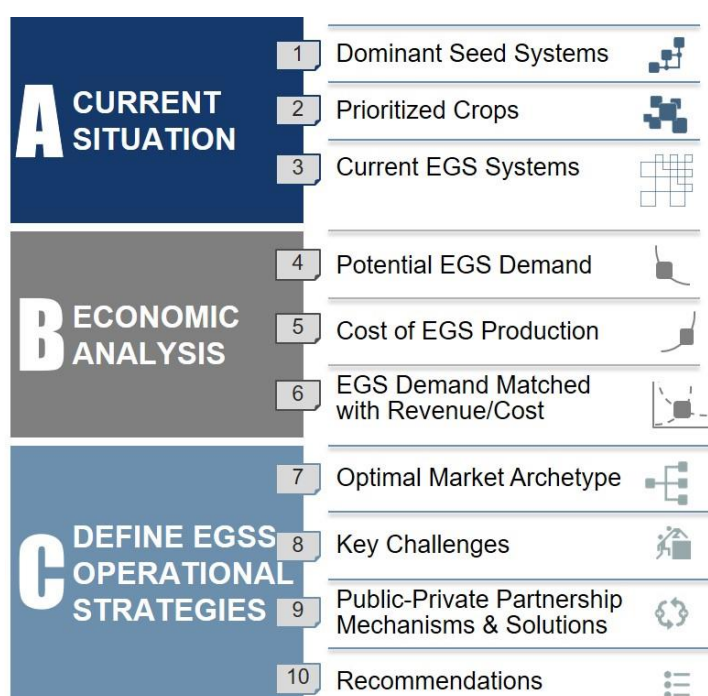 A
CURRENT
SITUATION
1 Dominant Seed Systems
2 Prioritized Crops
3 Current EGS Systems
B
ECONOMIC
ANALYSIS
4 Potential EGS Demand
5 Cost of EGS Production
6 EGS Demand Matched
with Revenue/Cost
C
DEFINE EGSS
OPERATIONAL
STRATEGIES
7 Optimal Market Archetype
8 Key Challenges
9 Public-Private Partnership
Mechanisms & Solutions
10 Recommendations